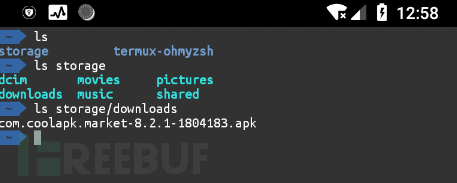 12:58
ls
storage termux-ohmyzsh
ls storage
dcim movies pictures
downloads music shared
ls storage/downloads
com.coolapk.market-8.2.1-1804183.apk
FREEBUF